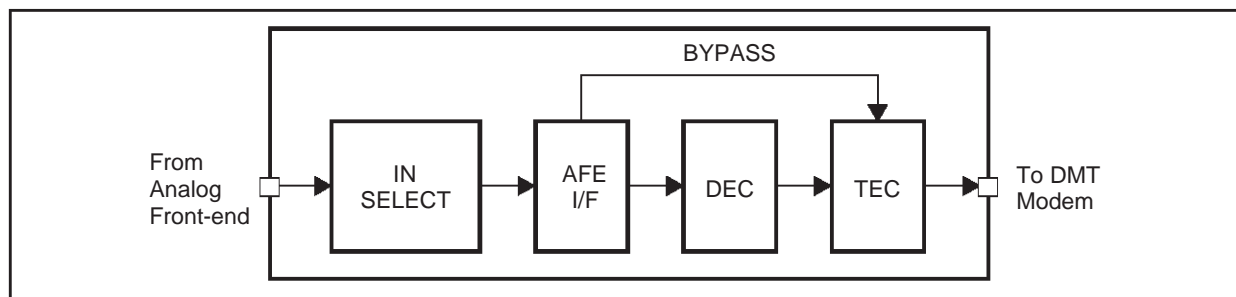 BYPASS
From
Analog
Front-end
IN
SELECT
AFE
I/F
DEC
TEC
To DMT
Modem